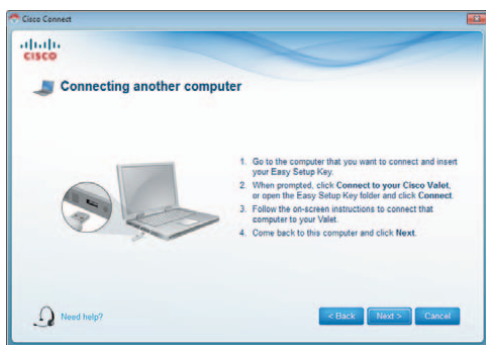 Cisco Connect
CISCO
Connecting another computer
1. Go to the computer that you want to connect and insert
your Easy Setup Key.
2. When prompted, click Connect to your Cisco Valet,
or open the Easy Setup Key folder and click Connect.
3. Follow the on-screen instructions to connect that
computer to your Valet.
4. Come back to this computer and click Next.
Need help?
< Back Next > Cancel